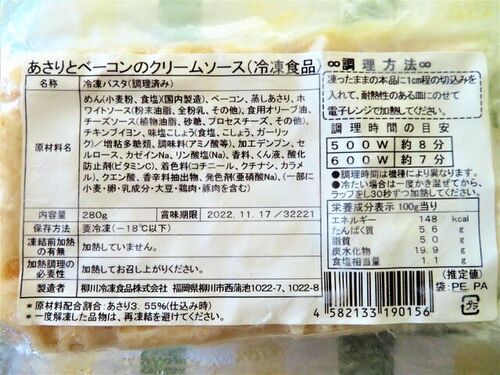 あさりとベーコンのクリームソース(冷凍食品)
名称 冷凍パスタ(調理済み)
原材料名 めん(小麦粉、食塩)(国内製造)、ベーコン、蒸しあさり、ホ
ワイトソース(粉末油脂、全粉乳、その他)、食用オリーブ油、
チーズソース(植物油脂、砂糖、プロセスチーズ、その他)、
チキンブイヨン、味塩こしょう(食塩、こしょう、ガーリッ
ク)/増粘多糖類、調味料(アミノ酸等)、加工デンプン、セ
ルロース、カゼインNa、リン酸塩(Na)、香料、くん液、酸化
防止剤(ビタミンC)、着色料(コチニール、クチナシ、カラメ
ル)、クエン酸、香辛料抽出物、発色剤(亜硝酸Na)、(一部に
小麦・卵・乳成分・大豆・鶏肉・豚肉を含む)
内容量 280g 賞味期限 2022.11.17/32221
保存方法 要冷凍(-18℃以下)
凍結前加熱の有無 加熱していません。
加熱調理の必要性 加熱してお召し上がりください。
製造者 柳川冷凍食品株式会社 福岡県柳川市西蒲池1022-7、1022-8
*原材料配合割合:あさり3.55%(仕込み時)
*一度解凍した品物は、再凍結を避けてください。
∞調理方法∞
凍ったままの本品に1cm程の切込みを
入れて、耐熱性のある皿にのせて
電子レンジで加熱してください。
調理時間の目安
500W 約8分
600W 約7分
●調理時間は機種により異なります。
●冷たい場合は一度かき混ぜてから、
ラップをし30秒ずつ加熱してください。
栄養成分表示 100g当り
エネルギー 148 kcal
たんぱく質 5.6 g
脂質 5.0 g
炭水化物 19.9 g
食塩相当量 1.1 g
(推定値)
袋:PE.PA
プラ
4 582133 190156